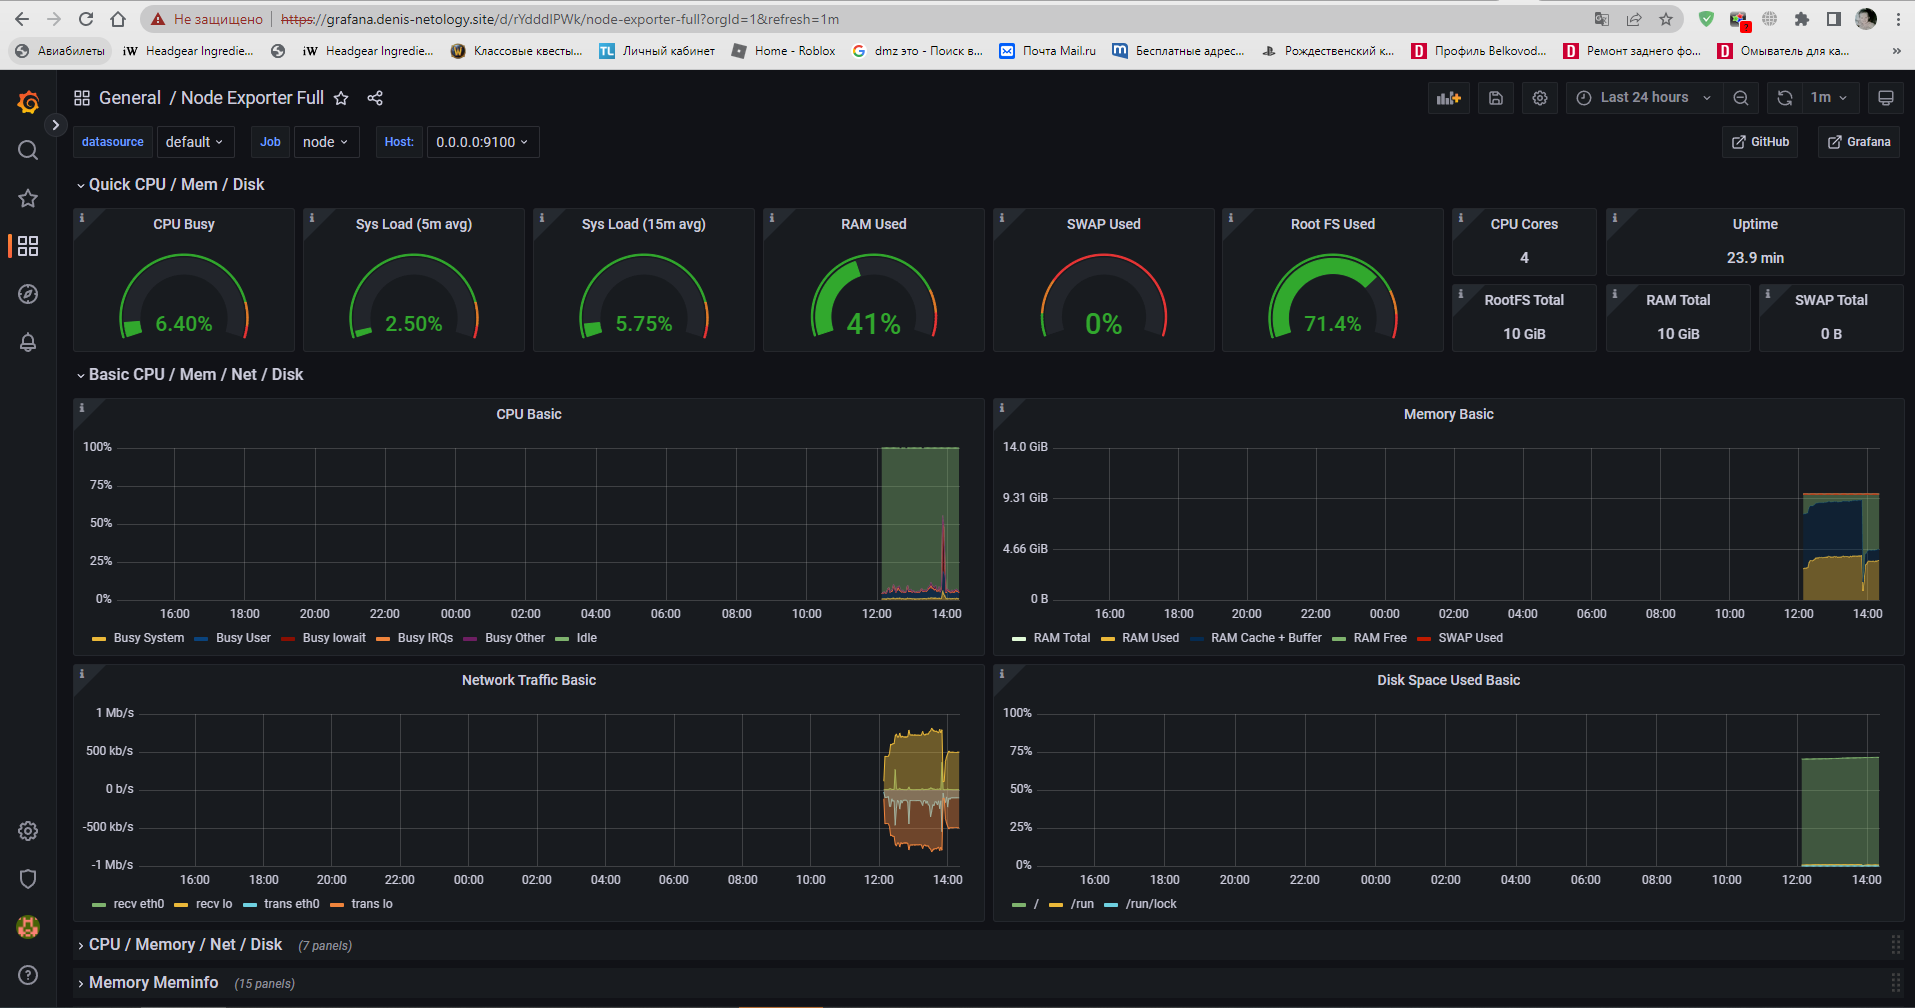 Не защищено
https://grafana.denis-netology.site/d/rYdddlPWk/node-exporter-full?orgId=1&refresh=1m
Авиабилеты
Headgear Ingredie...
Headgear Ingredie...
Классовые квесты...
Личный кабинет
Home - Roblox
dmz это - Поиск в...
Почта Mail.ru
Бесплатные адрес...
Рождественский к...
Профиль Belkovod...
Ремонт заднего фо...
Омыватель для ка...
»
General / Node Exporter Full
Last 24 hours
1m
datasource default
Job node
Host: 0.0.0.0:9100
GitHub
Grafana
Quick CPU / Mem / Disk
CPU Busy
6.40%
Sys Load (5m avg)
2.50%
Sys Load (15m avg)
5.75%
RAM Used
41%
SWAP Used
0%
Root FS Used
71.4%
CPU Cores
4
Uptime
23.9 min
RootFS Total
10 GiB
RAM Total
10 GiB
SWAP Total
0 B
Basic CPU / Mem / Net / Disk
CPU Basic
100%
75%
50%
25%
0%
16:00 18:00 20:00 22:00 00:00 02:00 04:00 06:00 08:00 10:00 12:00 14:00
Busy System Busy User Busy Iowait Busy IRQs Busy Other Idle
Memory Basic
14.0 GiB
9.31 GiB
4.66 GiB
0 B
16:00 18:00 20:00 22:00 00:00 02:00 04:00 06:00 08:00 10:00 12:00 14:00
RAM Total RAM Used RAM Cache + Buffer RAM Free SWAP Used
Network Traffic Basic
1 Mb/s
500 kb/s
0 b/s
-500 kb/s
-1 Mb/s
16:00 18:00 20:00 22:00 00:00 02:00 04:00 06:00 08:00 10:00 12:00 14:00
recv eth0 recv lo trans eth0 trans lo
Disk Space Used Basic
100%
75%
50%
25%
0%
16:00 18:00 20:00 22:00 00:00 02:00 04:00 06:00 08:00 10:00 12:00 14:00
/ /run /run/lock
CPU / Memory / Net / Disk (7 panels)
Memory Meminfo (15 panels)